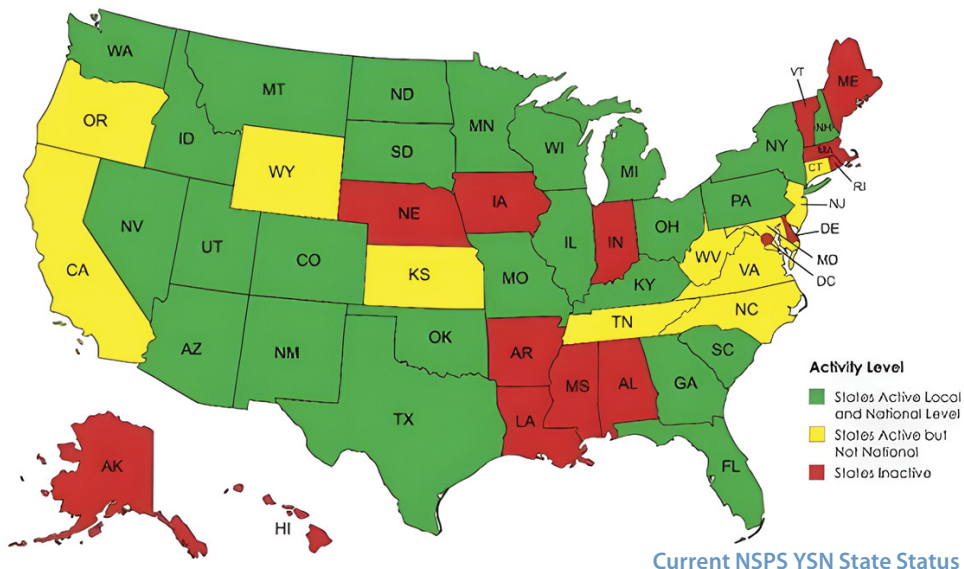 WA
MT
ND
MN
OR
ID
SD
WI
MI
NY
VT
NH
ME
MA
CT
RI
WY
NE
IA
PA
NJ
NV
UT
CO
IL
IN
OH
DE
CA
KS
MO
KY
WV
VA
MO
DC
AZ
NM
OK
AR
TN
NC
SC
TX
LA
MS
AL
GA
FL
AK
HI
Activity Level
States Active Local
and National Level
States Active but
Not National
States Inactive
Current NSPS YSN State Status